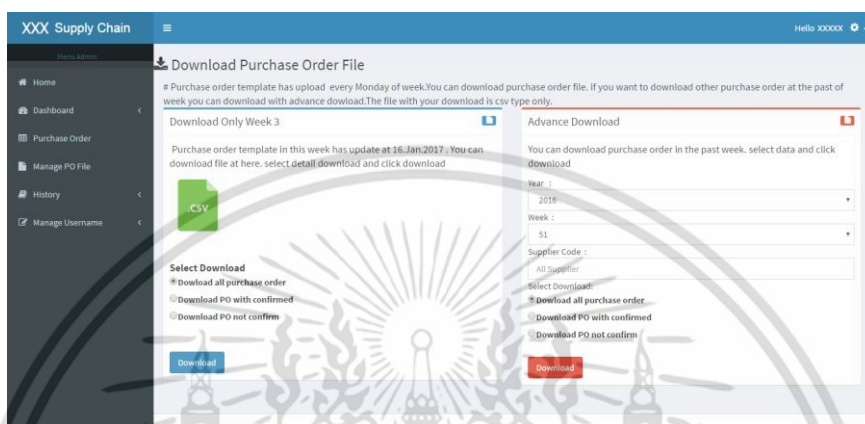 XXX Supply Chain
Hello XXXXX
Menu Admin
Home
Dashboard
Purchase Order
Manage PO File
History
Manage Username
Download Purchase Order File
# Purchase order template has upload every Monday of week.You can download purchase order file. if you want to download other purchase order at the past of
week you can download with advance dowload.The file with your download is csv type only.
Download Only Week 3
Purchase order template in this week has update at 16.Jan.2017 . You can
download file at here. select detail download and click download
.CSV
Select Download
Dowload all purchase order
Download PO with confirmed
Download PO not confirm
Download
Advance Download
You can download purchase order in the past week. select data and click
download
Year :
2016
Week :
51
Supplier Code :
All Supplier
Select Download:
Dowload all purchase order
Download PO with confirmed
Download PO not confirm
Download